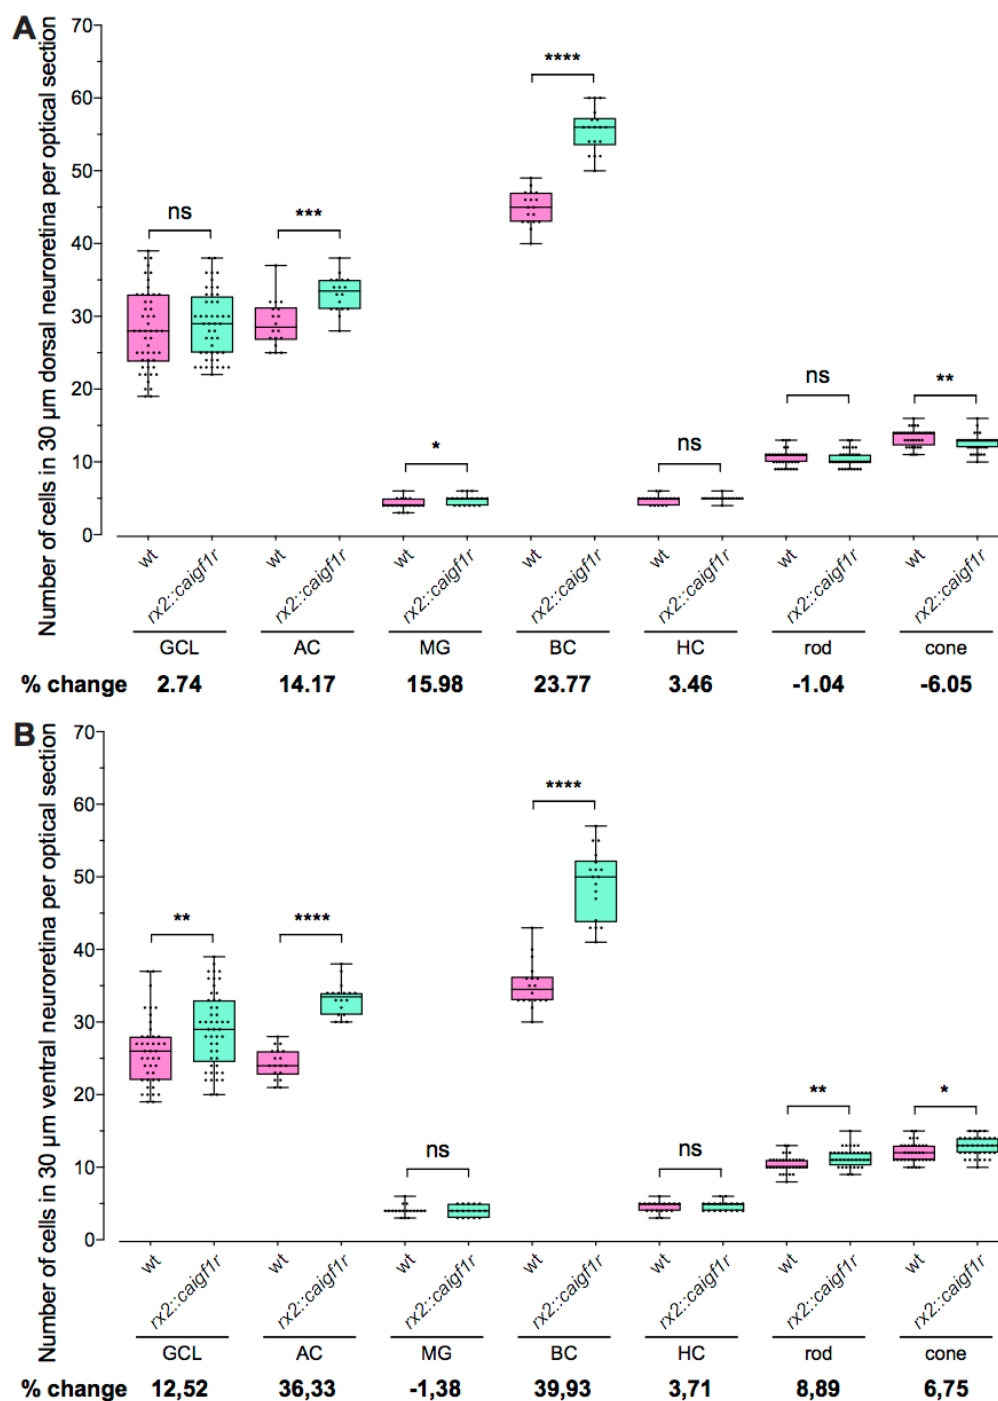 A
Number of cells in 30 µm dorsal neuroretina per optical section
70
60
50
40
30
20
10
0
ns
***
*
****
ns
ns
**
wt rx2::caigf1r wt rx2::caigf1r wt rx2::caigf1r wt rx2::caigf1r wt rx2::caigf1r wt rx2::caigf1r wt rx2::caigf1r
GCL AC MG BC HC rod cone
% change 2.74 14.17 15.98 23.77 3.46 -1.04 -6.05
B
Number of cells in 30 µm ventral neuroretina per optical section
70
60
50
40
30
20
10
0
**
****
ns
****
ns
**
*
wt rx2::caigf1r wt rx2::caigf1r wt rx2::caigf1r wt rx2::caigf1r wt rx2::caigf1r wt rx2::caigf1r wt rx2::caigf1r
GCL AC MG BC HC rod cone
% change 12,52 36,33 -1,38 39,93 3,71 8,89 6,75